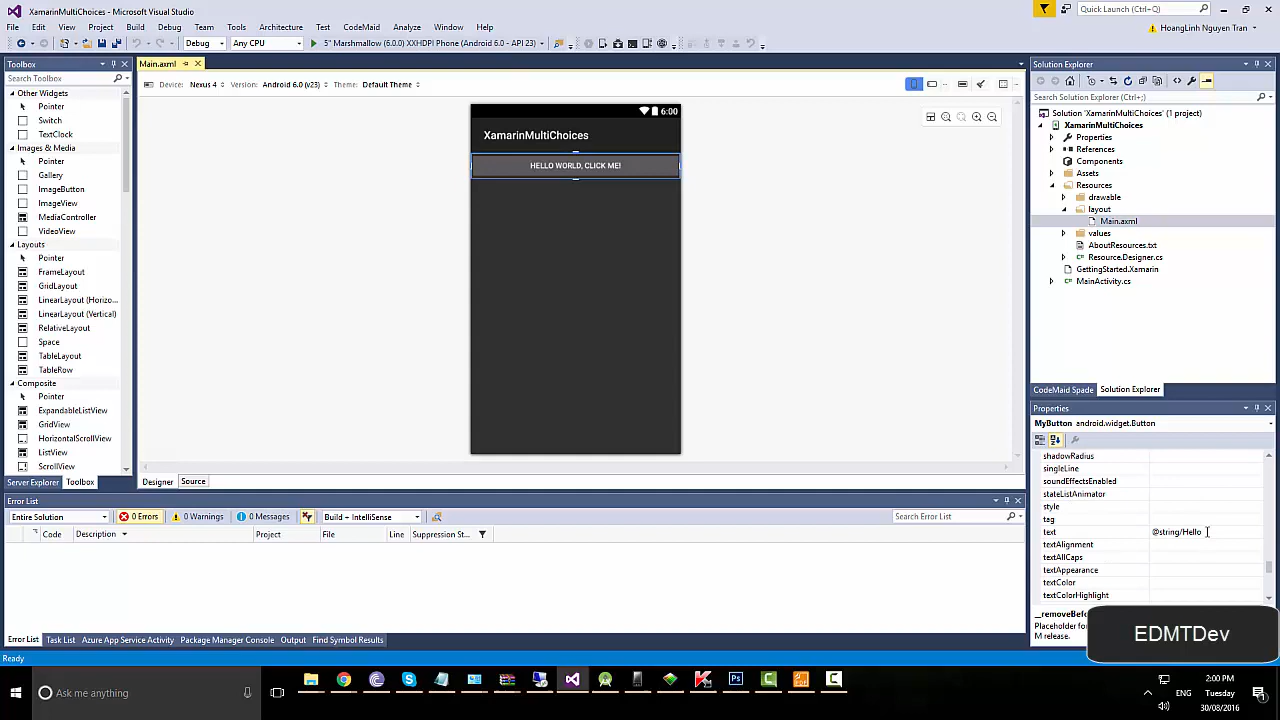 XamarinMultiChoices - Microsoft Visual Studio
Quick Launch (Ctrl+Q)
File Edit View Project Build Debug Team Tools Architecture Test CodeMaid Analyze Window Help
HoangLinh Nguyen Tran
Debug Any CPU 5" Marshmallow (6.0.0) XXHDPI Phone (Android 6.0 - API 23)
Toolbox
Search Toolbox
Other Widgets
Pointer
Switch
TextClock
Images & Media
Pointer
Gallery
ImageButton
ImageView
MediaController
VideoView
Layouts
Pointer
FrameLayout
GridLayout
LinearLayout (Horizo...
LinearLayout (Vertical)
RelativeLayout
Space
TableLayout
TableRow
Composite
Pointer
ExpandableListView
GridView
HorizontalScrollView
ListView
ScrollView
Server Explorer Toolbox
Main.axml
Device: Nexus 4 Version: Android 6.0 (v23) Theme: Default Theme
6:00
XamarinMultiChoices
HELLO WORLD, CLICK ME!
Designer Source
Solution Explorer
Search Solution Explorer (Ctrl+;)
Solution 'XamarinMultiChoices' (1 project)
XamarinMultiChoices
Properties
References
Components
Assets
Resources
drawable
layout
Main.axml
values
AboutResources.txt
Resource.Designer.cs
GettingStarted.Xamarin
MainActivity.cs
CodeMaid Spade Solution Explorer
Properties
MyButton android.widget.Button
shadowRadius
singleLine
soundEffectsEnabled
stateListAnimator
style
tag
text @string/Hello
textAlignment
textAllCaps
textAppearance
textColor
textColorHighlight
__removeBefo
Placeholder fo
M release.
EDMTDev
Error List
Entire Solution 0 Errors 0 Warnings 0 Messages Build + IntelliSense Search Error List
Code Description Project File Line Suppression St...
Error List Task List Azure App Service Activity Package Manager Console Output Find Symbol Results
Ready
Ask me anything
ENG
2:00 PM
Tuesday
30/08/2016